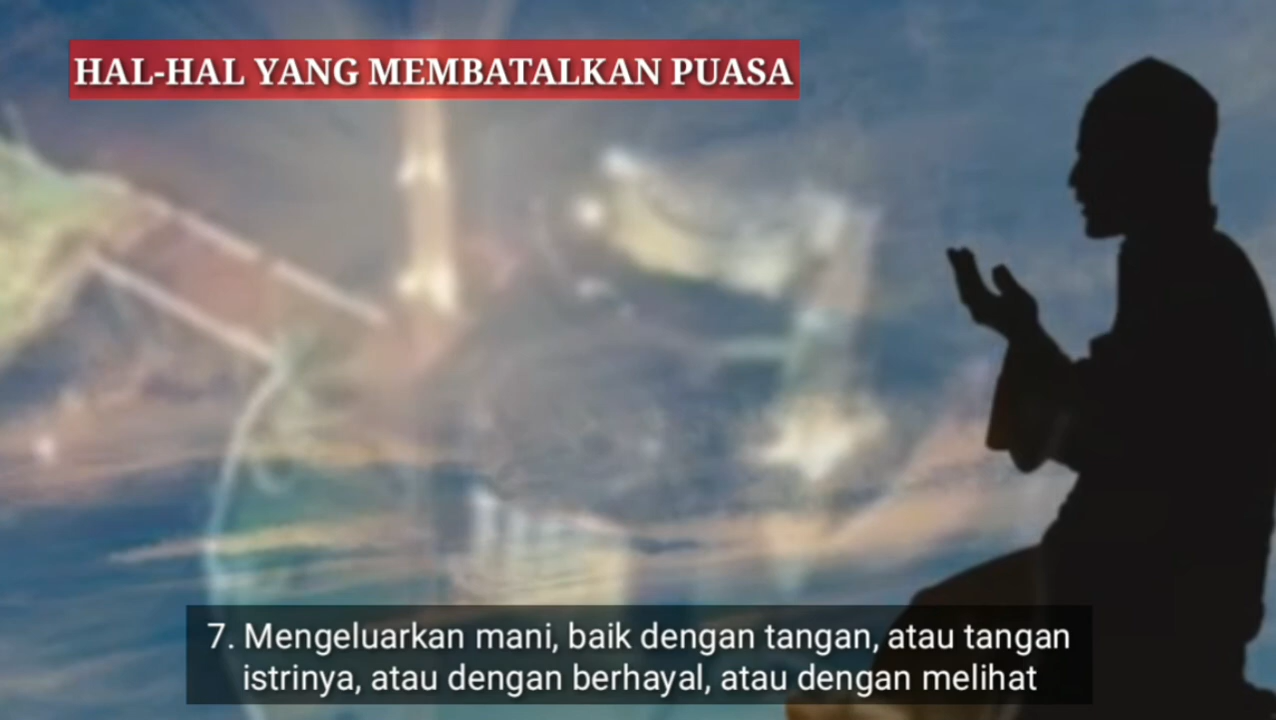 HAL-HAL YANG MEMBATALKAN PUASA
7. Mengeluarkan mani, baik dengan tangan, atau tangan
istrinya, atau dengan berhayal, atau dengan melihat